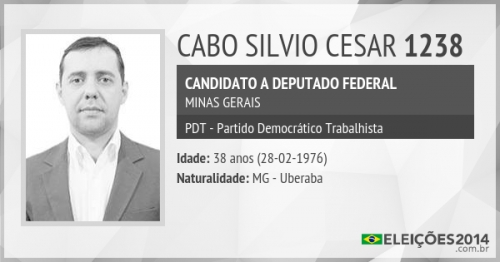 CABO SILVIO CESAR 1238
CANDIDATO A DEPUTADO FEDERAL
MINAS GERAIS
PDT - Partido Democrático Trabalhista
Idade: 38 anos (28-02-1976)
Naturalidade: MG - Uberaba
ELEIÇÕES2014
.com.br